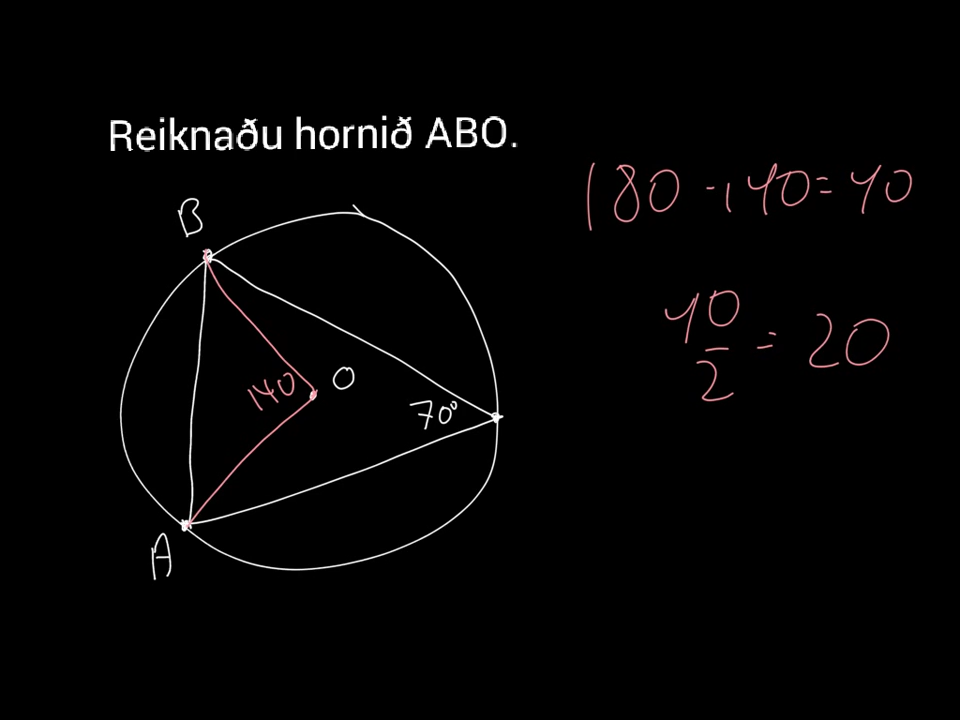 Reiknaðu hornið ABO.
180 - 140 = 40
B
40/2 = 20
140 O
70°
A